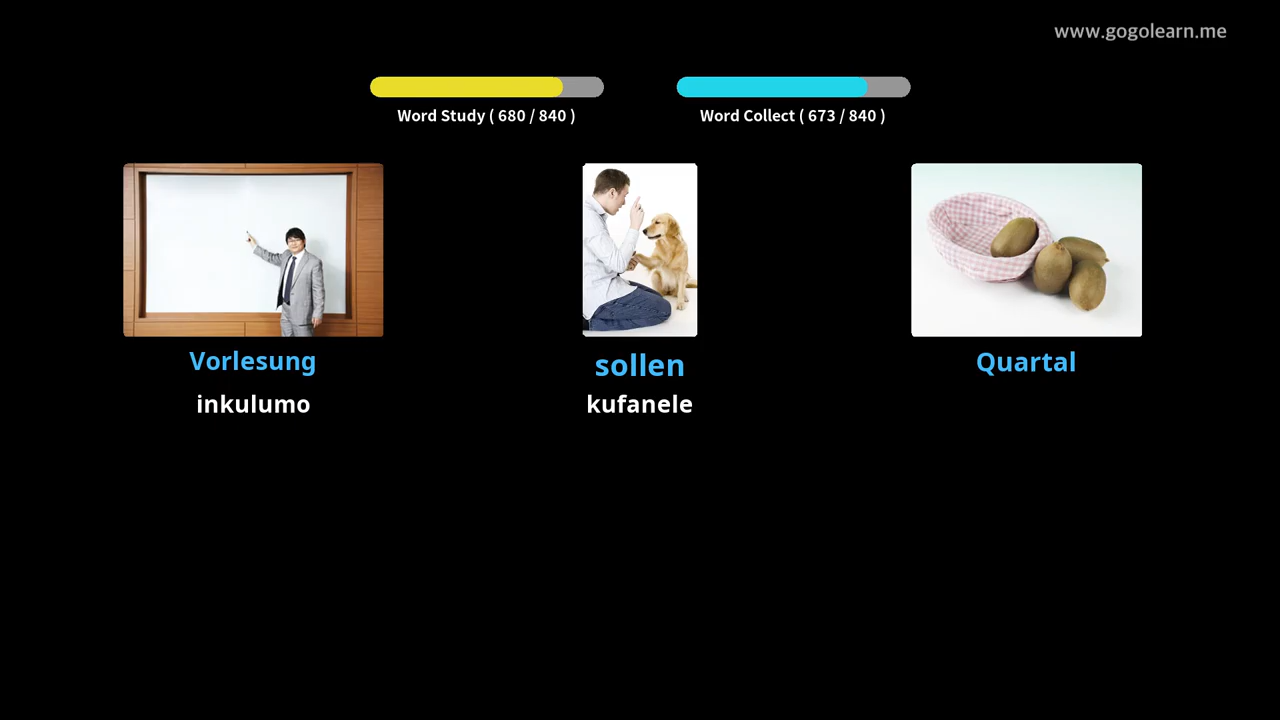 www.gogolearn.me
Word Study ( 680 / 840 )
Word Collect ( 673 / 840 )
Vorlesung
inkulumo
sollen
kufanele
Quartal